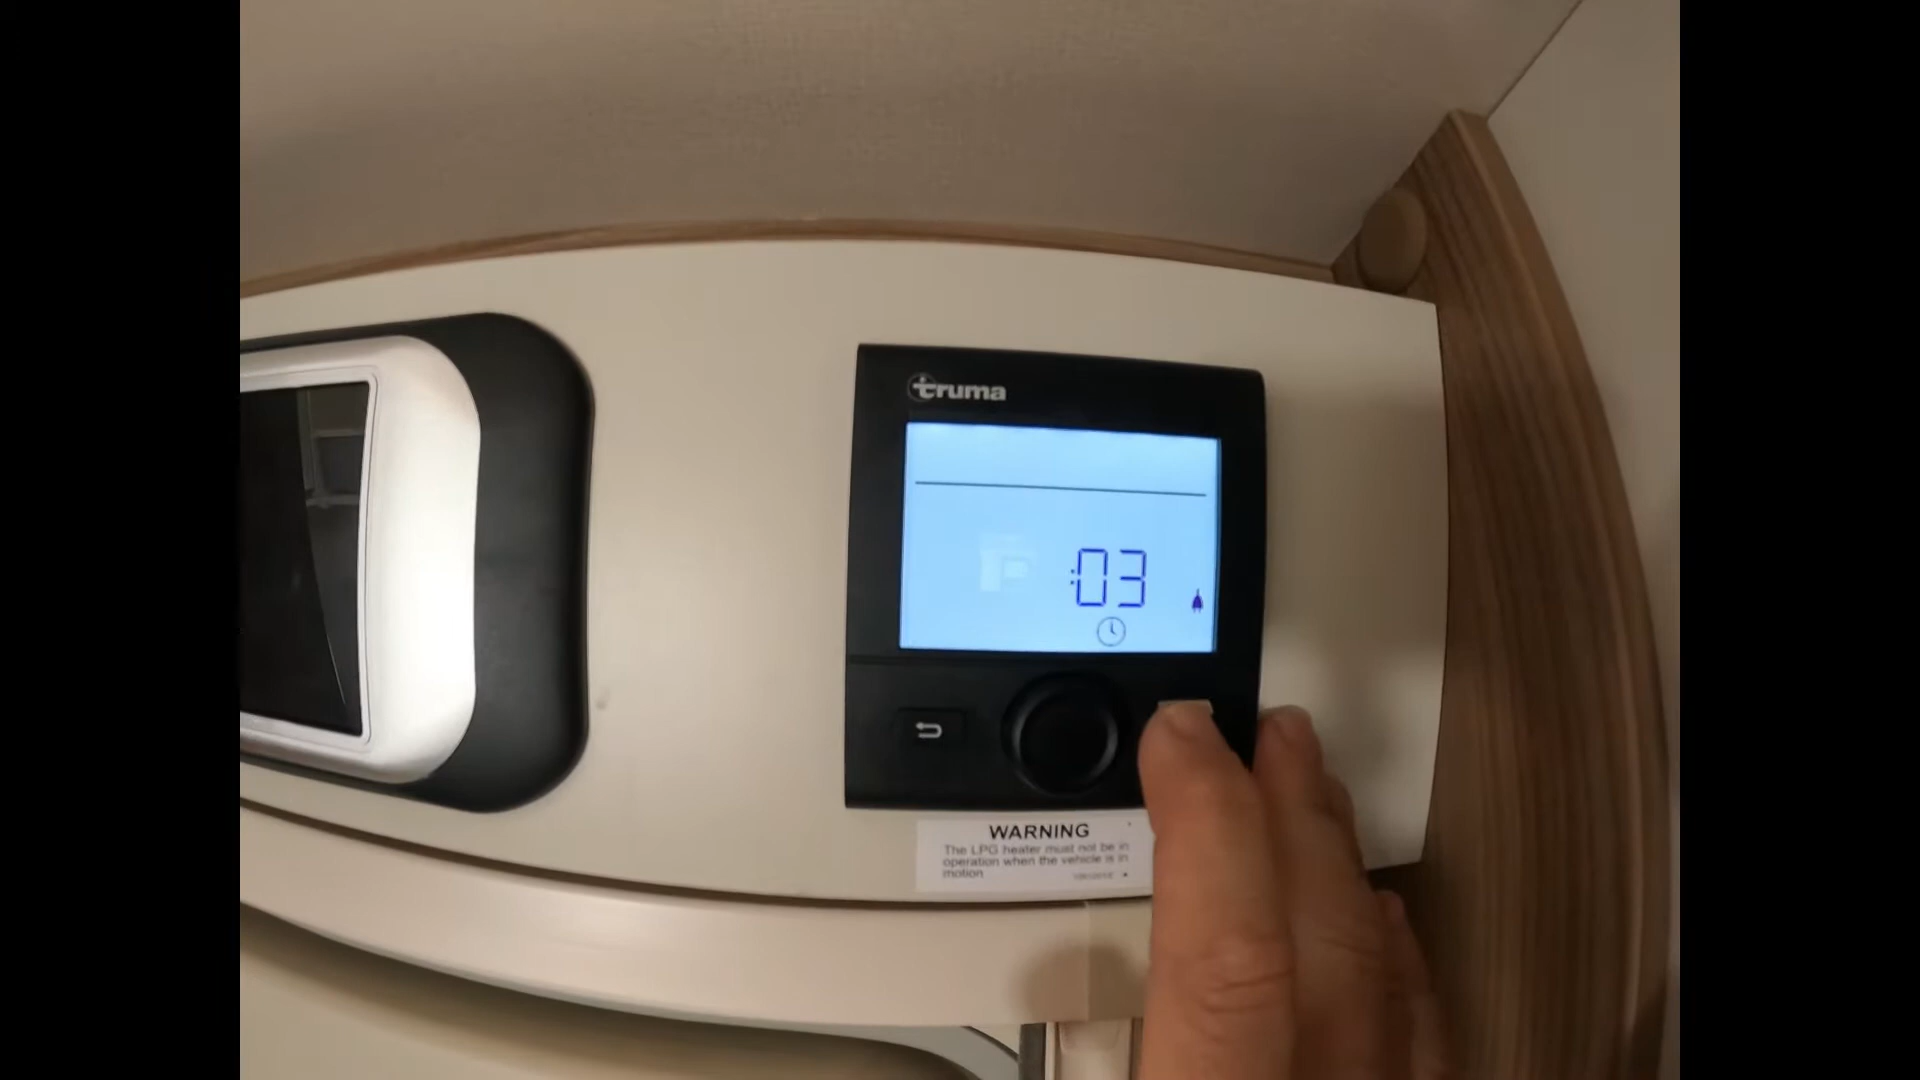 truma
:03
WARNING
The LPG heater must not be in
operation when the vehicle is in
motion